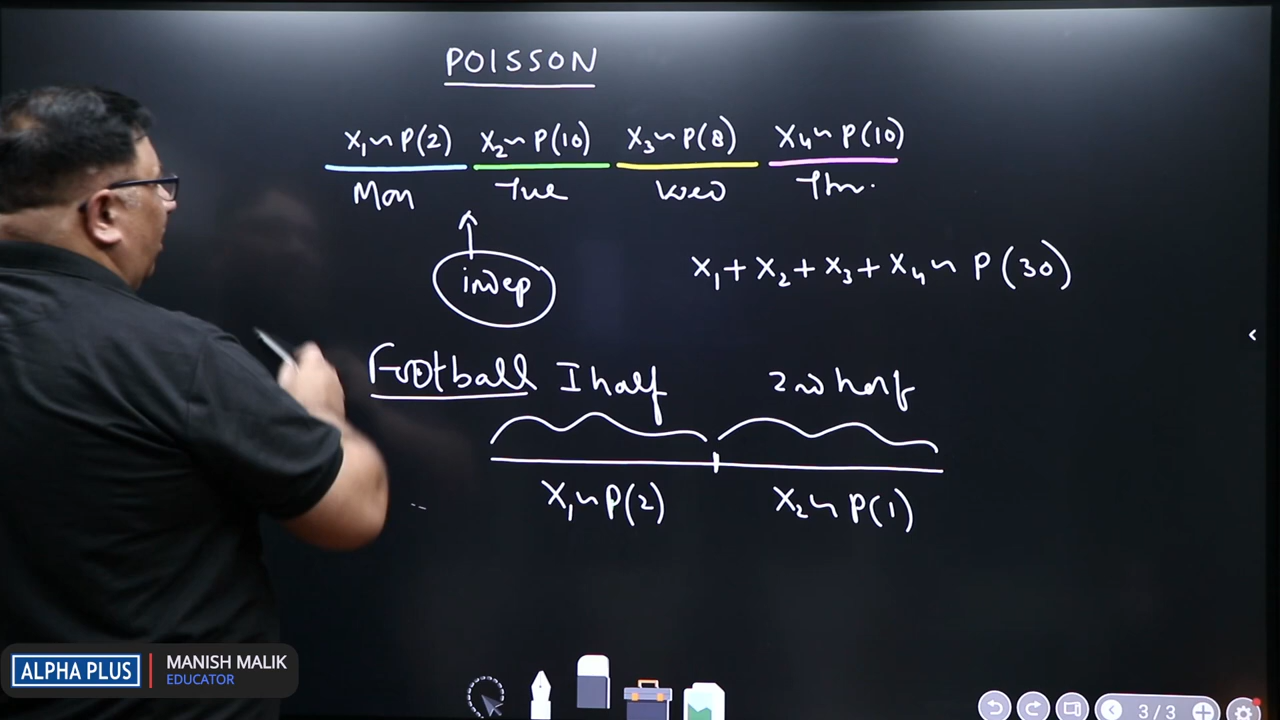 POISSON
X₁ ~ P(2) X₂ ~ P(10) X₃ ~ P(8) X₄ ~ P(10)
Mon Tue Wed Thu.
indep
X₁ + X₂ + X₃ + X₄ ~ P(30)
Football I half 2nd half
X₁ ~ P(2) X₂ ~ P(1)
ALPHA PLUS
MANISH MALIK
EDUCATOR
3/3